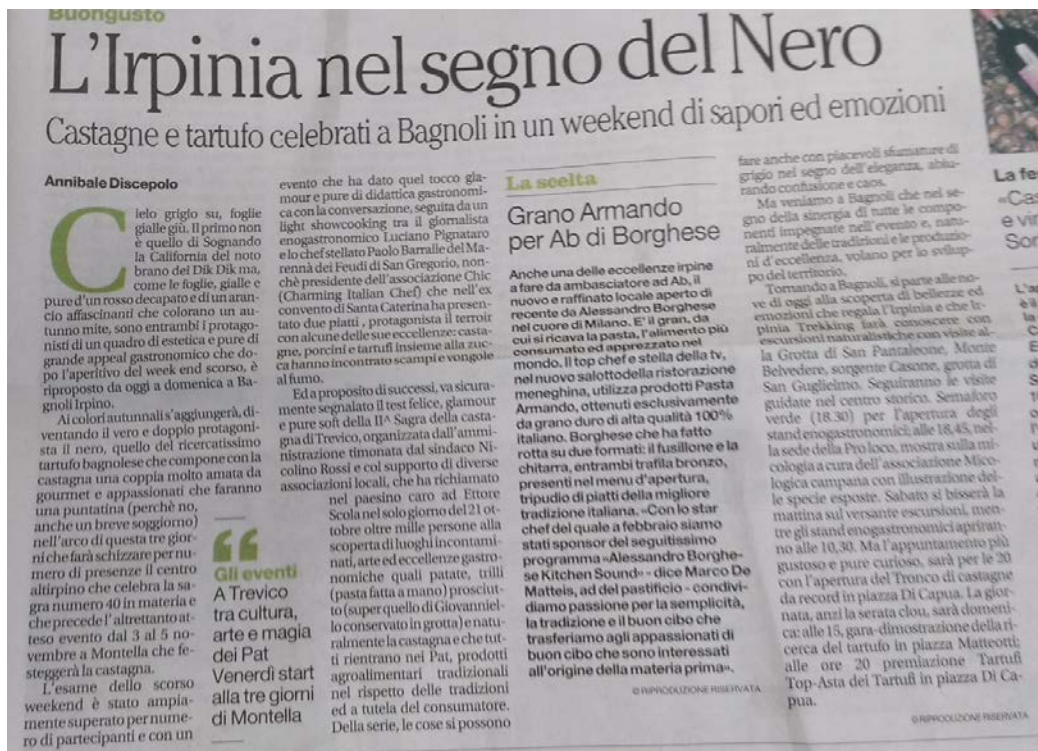 Buongusto
L'Irpinia nel segno del Nero
Castagne e tartufo celebrati a Bagnoli in un weekend di sapori ed emozioni
Annibale Discepolo
Cielo grigio su, foglie
gialle giù. Il primo non
è quello di Sognando
la California del noto
brano dei Dik Dik ma,
come le foglie, gialle e
pure d'un rosso decapato e di un aran-
cio affascinanti che colorano un au-
tunno mite, sono entrambi i protago-
nisti di un quadro di estetica e pure di
grande appeal gastronomico che do-
po l'aperitivo del week end scorso, è
riproposto da oggi a domenica a Ba-
gnoli Irpino.
Ai colori autunnali s'aggiungerà, di-
ventando il vero e doppio protagoni-
sta il nero, quello del ricercatissimo
tartufo bagnolese che compone con la
castagna una coppia molto amata da
gourmet e appassionati che faranno
una puntatina (perchè no,
anche un breve soggiorno)
nell'arco di questa tre gior-
ni che farà schizzare per nu-
mero di presenze il centro
altirpino che celebra la sa-
gra numero 40 in materia e
che precede l'altrettanto at-
teso evento dal 3 al 5 no-
vembre a Montella che fe-
steggerà la castagna.
L'esame dello scorso
weekend è stato ampia-
mente superato per nume-
ro di partecipanti e con un
evento che ha dato quel tocco gla-
mour e pure di didattica gastronomi-
ca con la conversazione, seguita da un
light showcooking tra il giornalista
enogastronomico Luciano Pignataro
e lo chef stellato Paolo Barralle del Ma-
rennà dei Feudi di San Gregorio, non-
chè presidente dell'associazione Chic
(Charming Italian Chef) che nell'ex
convento di Santa Caterina ha presen-
tato due piatti, protagonista il terroir
con alcune delle sue eccellenze: casta-
gne, porcini e tartufi insieme alla zuc-
ca hanno incontrato scampi e vongole
al fumo.
Ed a proposito di successi, va sicura-
mente segnalato il test felice, glamour
e pure soft della II^ Sagra della casta-
gna di Trevico, organizzata dall'ammi-
nistrazione timonata dal sindaco Ni-
colino Rossi e col supporto di diverse
associazioni locali, che ha richiamato
nel paesino caro ad Ettore
Scola nel solo giorno del 21 ot-
tobre oltre mille persone alla
scoperta di luoghi incontami-
nati, arte ed eccellenze gastro-
nomiche quali patate, trilli
(pasta fatta a mano) prosciut-
to (super quello di Giovanniel-
lo conservato in grotta) e natu-
ralmente la castagna e che tut-
ti rientrano nei Pat, prodotti
agroalimentari tradizionali
nel rispetto delle tradizioni
ed a tutela del consumatore.
Della serie, le cose si possono
Gli eventi
A Trevico
tra cultura,
arte e magia
dei Pat
Venerdì start
alla tre giorni
di Montella
La scelta
Grano Armando
per Ab di Borghese
Anche una delle eccellenze irpine
a fare da ambasciatore ad Ab, il
nuovo e raffinato locale aperto di
recente da Alessandro Borghese
nel cuore di Milano. E' il gran, da
cui si ricava la pasta, l'alimento più
consumato ed apprezzato nel
mondo. Il top chef e stella della tv,
nel nuovo salotto della ristorazione
meneghina, utilizza prodotti Pasta
Armando, ottenuti esclusivamente
da grano duro di alta qualità 100%
italiano. Borghese che ha fatto
rotta su due formati: il fusillone e la
chitarra, entrambi trafila bronzo,
presenti nel menu d'apertura,
tripudio di piatti della migliore
tradizione italiana. «Con lo star
chef del quale a febbraio siamo
stati sponsor del seguitissimo
programma «Alessandro Borghe-
se Kitchen Sound» - dice Marco De
Matteis, ad del pastificio - condivi-
diamo passione per la semplicità,
la tradizione e il buon cibo che
trasferiamo agli appassionati di
buon cibo che sono interessati
all'origine della materia prima».
© RIPRODUZIONE RISERVATA
fare anche con piacevoli sfumature di
grigio nel segno dell'eleganza, abiu-
rando confusione e caos.
Ma veniamo a Bagnoli che nel se-
gno della sinergia di tutte le compo-
nenti impegnate nell'evento e, natu-
ralmente delle tradizioni e le produzio-
ni d'eccellenza, volano per lo svilup-
po del territorio.
Tornando a Bagnoli, si parte alle no-
ve di oggi alla scoperta di bellezze ed
emozioni che regala l'Irpinia e che Ir-
pinia Trekking farà conoscere con
escursioni naturalistiche con visite al-
la Grotta di San Pantaleone, Monte
Belvedere, sorgente Casone, grotta di
San Guglielmo. Seguiranno le visite
guidate nel centro storico. Semaforo
verde (18.30) per l'apertura degli
stand enogastronomici; alle 18,45, nel-
la sede della Pro loco, mostra sulla mi-
cologia a cura dell'associazione Mico-
logica campana con illustrazione del-
le specie esposte. Sabato si bisserà la
mattina sul versante escursioni, men-
tre gli stand enogastronomici apriran-
no alle 10,30. Ma l'appuntamento più
gustoso e pure curioso, sarà per le 20
con l'apertura del Tronco di castagne
da record in piazza Di Capua. La gior-
nata, anzi la serata clou, sarà domeni-
ca: alle 15, gara-dimostrazione della ri-
cerca del tartufo in piazza Matteotti;
alle ore 20 premiazione Tartufi
Top-Asta dei Tartufi in piazza Di Ca-
pua.
© RIPRODUZIONE RISERVATA
La fe
«Cas
e vir
Sor